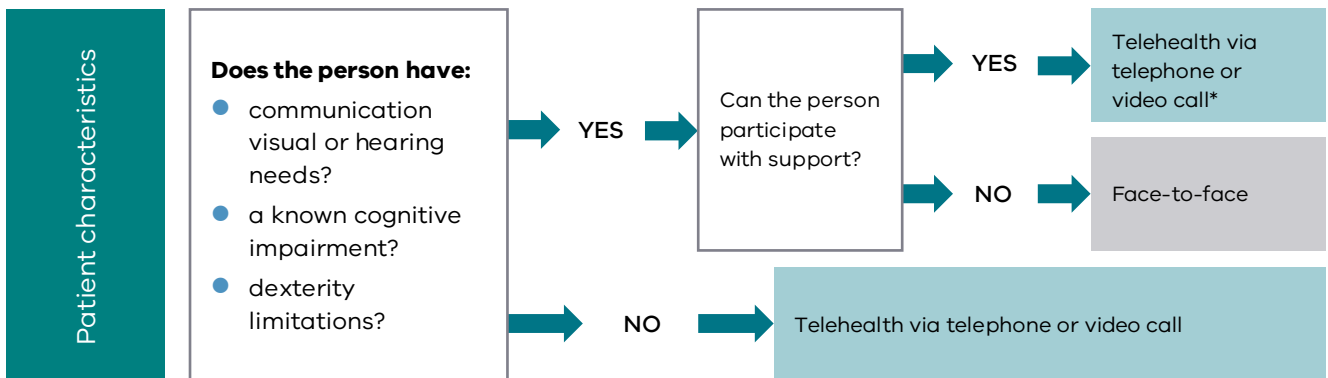 Patient characteristics
Does the person have:
communication
visual or hearing
needs?
a known cognitive
impairment?
dexterity
limitations?
YES
NO
Can the person
participate
with support?
YES
NO
Telehealth via
telephone or
video call*
Face-to-face
Telehealth via telephone or video call